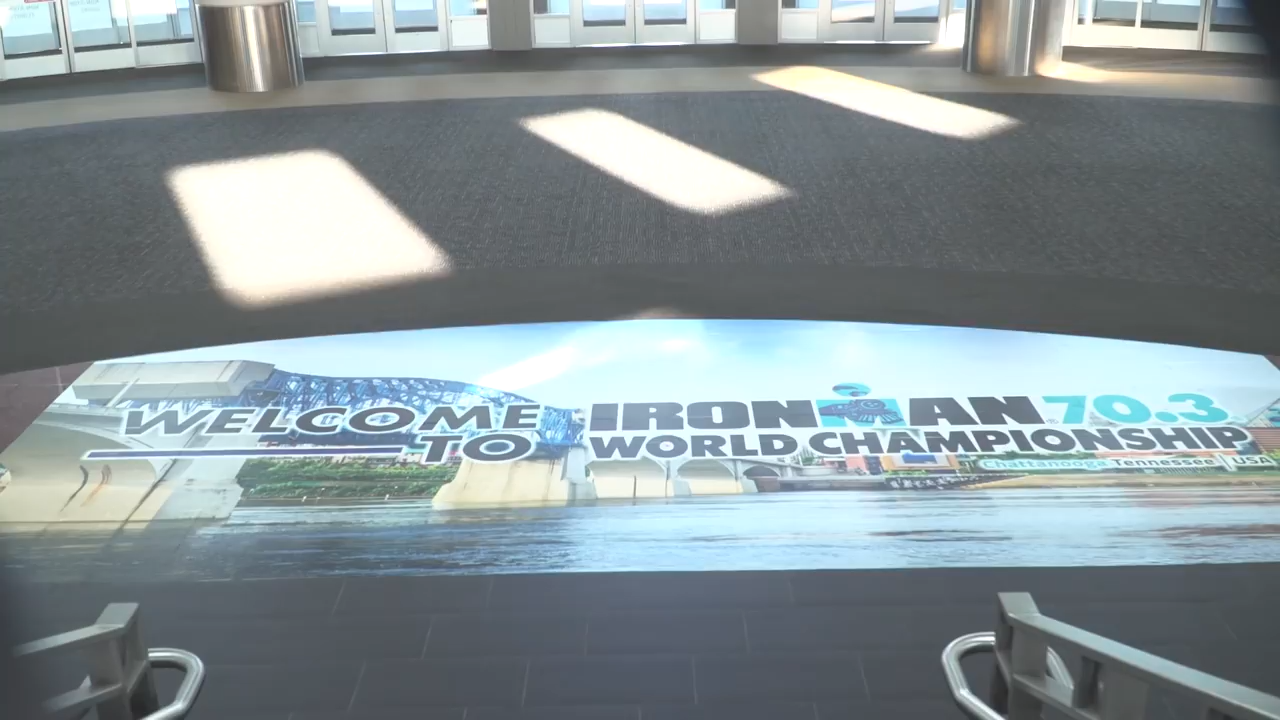 WELCOME
TO
IRONMAN 70.3
WORLD CHAMPIONSHIP
Chattanooga Tennessee | USA